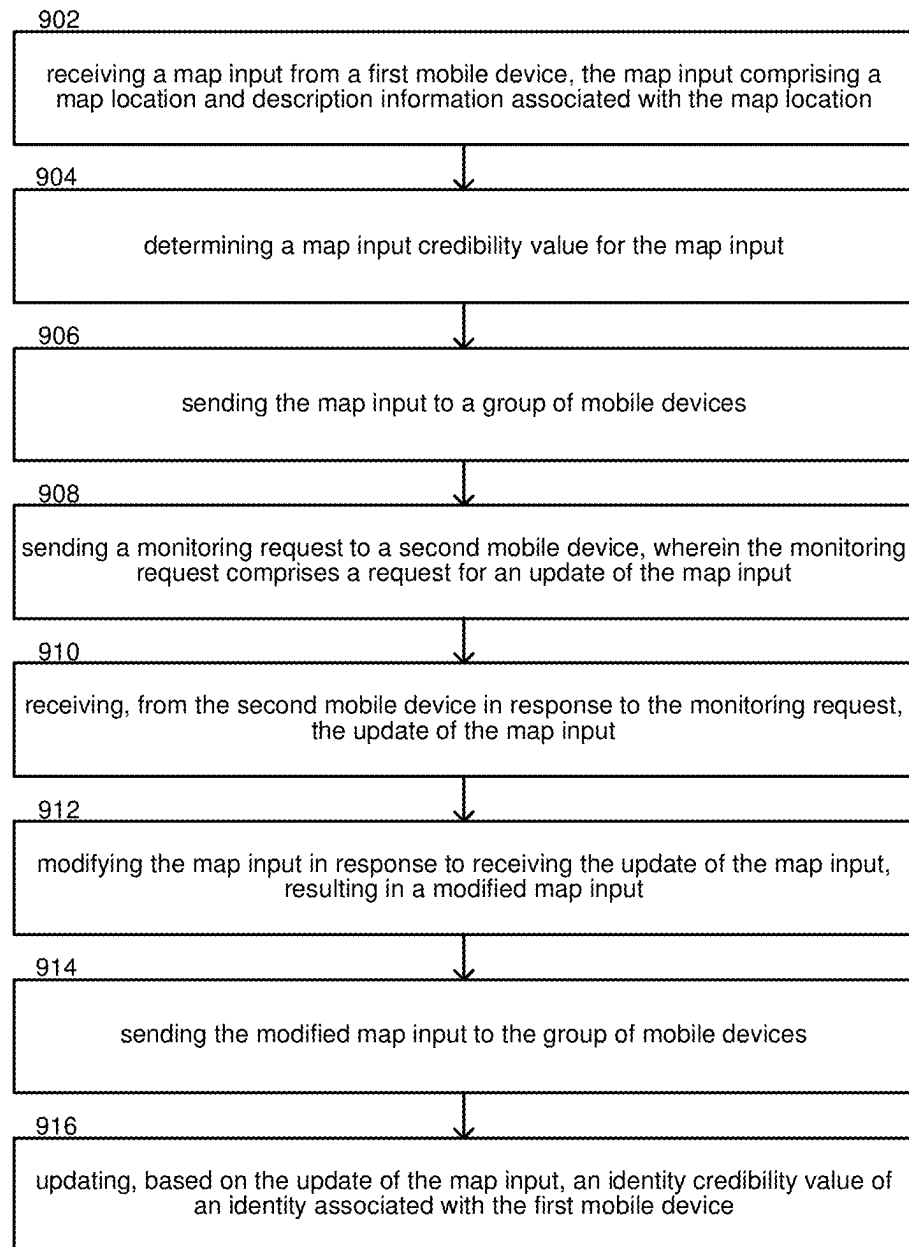 902
receiving a map input from a first mobile device, the map input comprising a
map location and description information associated with the map location
904
determining a map input credibility value for the map input
906
sending the map input to a group of mobile devices
908
sending a monitoring request to a second mobile device, wherein the monitoring
request comprises a request for an update of the map input
910
receiving, from the second mobile device in response to the monitoring request,
the update of the map input
912
modifying the map input in response to receiving the update of the map input,
resulting in a modified map input
914
sending the modified map input to the group of mobile devices
916
updating, based on the update of the map input, an identity credibility value of
an identity associated with the first mobile device